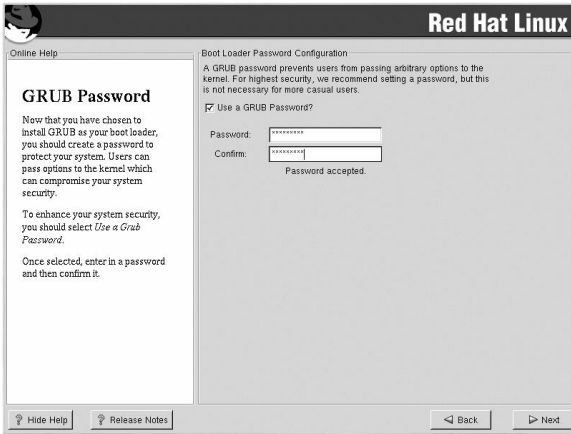 Red Hat Linux
Online Help
GRUB Password
Now that you have chosen to
install GRUB as your boot loader,
you should create a password to
protect your system. Users can
pass options to the kernel which
can compromise your system
security.
To enhance your system security,
you should select Use a Grub
Password.
Once selected, enter in a password
and then confirm it.
Boot Loader Password Configuration
A GRUB password prevents users from passing arbitrary options to the
kernel. For highest security, we recommend setting a password, but this
is not necessary for more casual users.
Use a GRUB Password?
Password: *********
Confirm: *********
Password accepted.
Hide Help
Release Notes
Back
Next